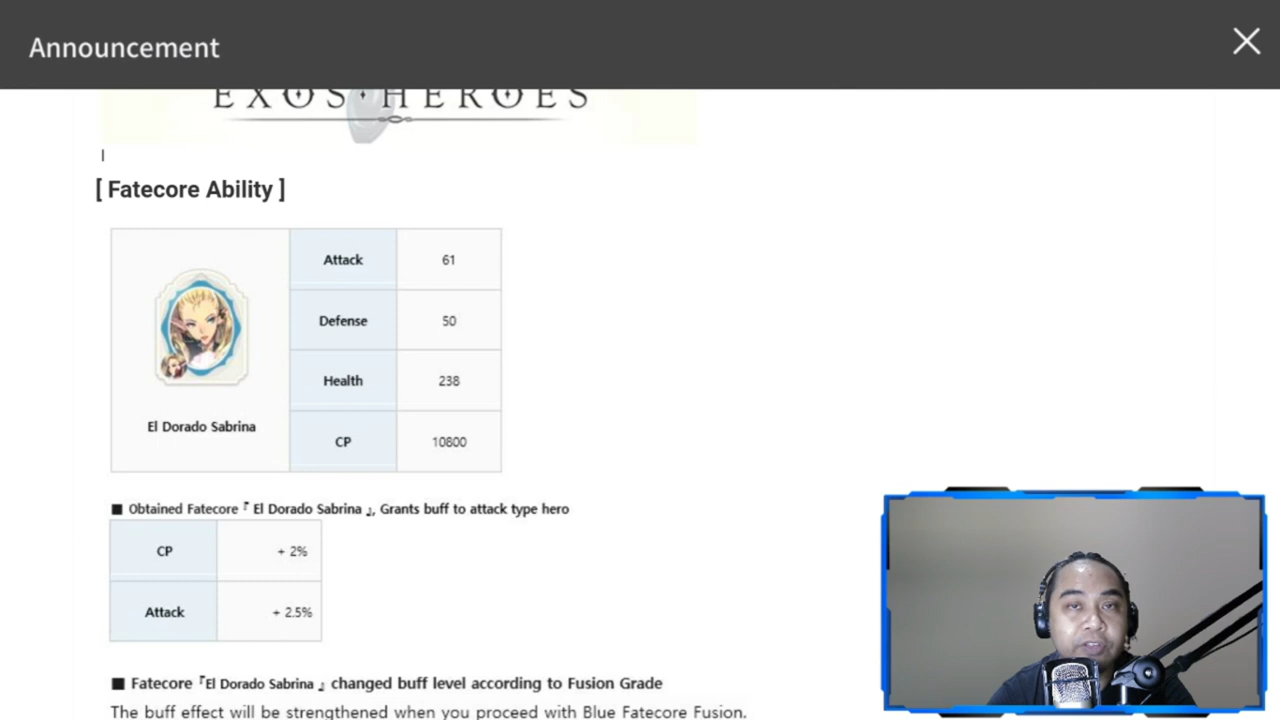 Announcement
EXOS HEROES
[ Fatecore Ability ]
Attack 61
Defense 50
Health 238
El Dorado Sabrina
CP 10800
■ Obtained Fatecore『El Dorado Sabrina』, Grants buff to attack type hero
CP + 2%
Attack + 2.5%
■ Fatecore『El Dorado Sabrina』changed buff level according to Fusion Grade
The buff effect will be strengthened when you proceed with Blue Fatecore Fusion.